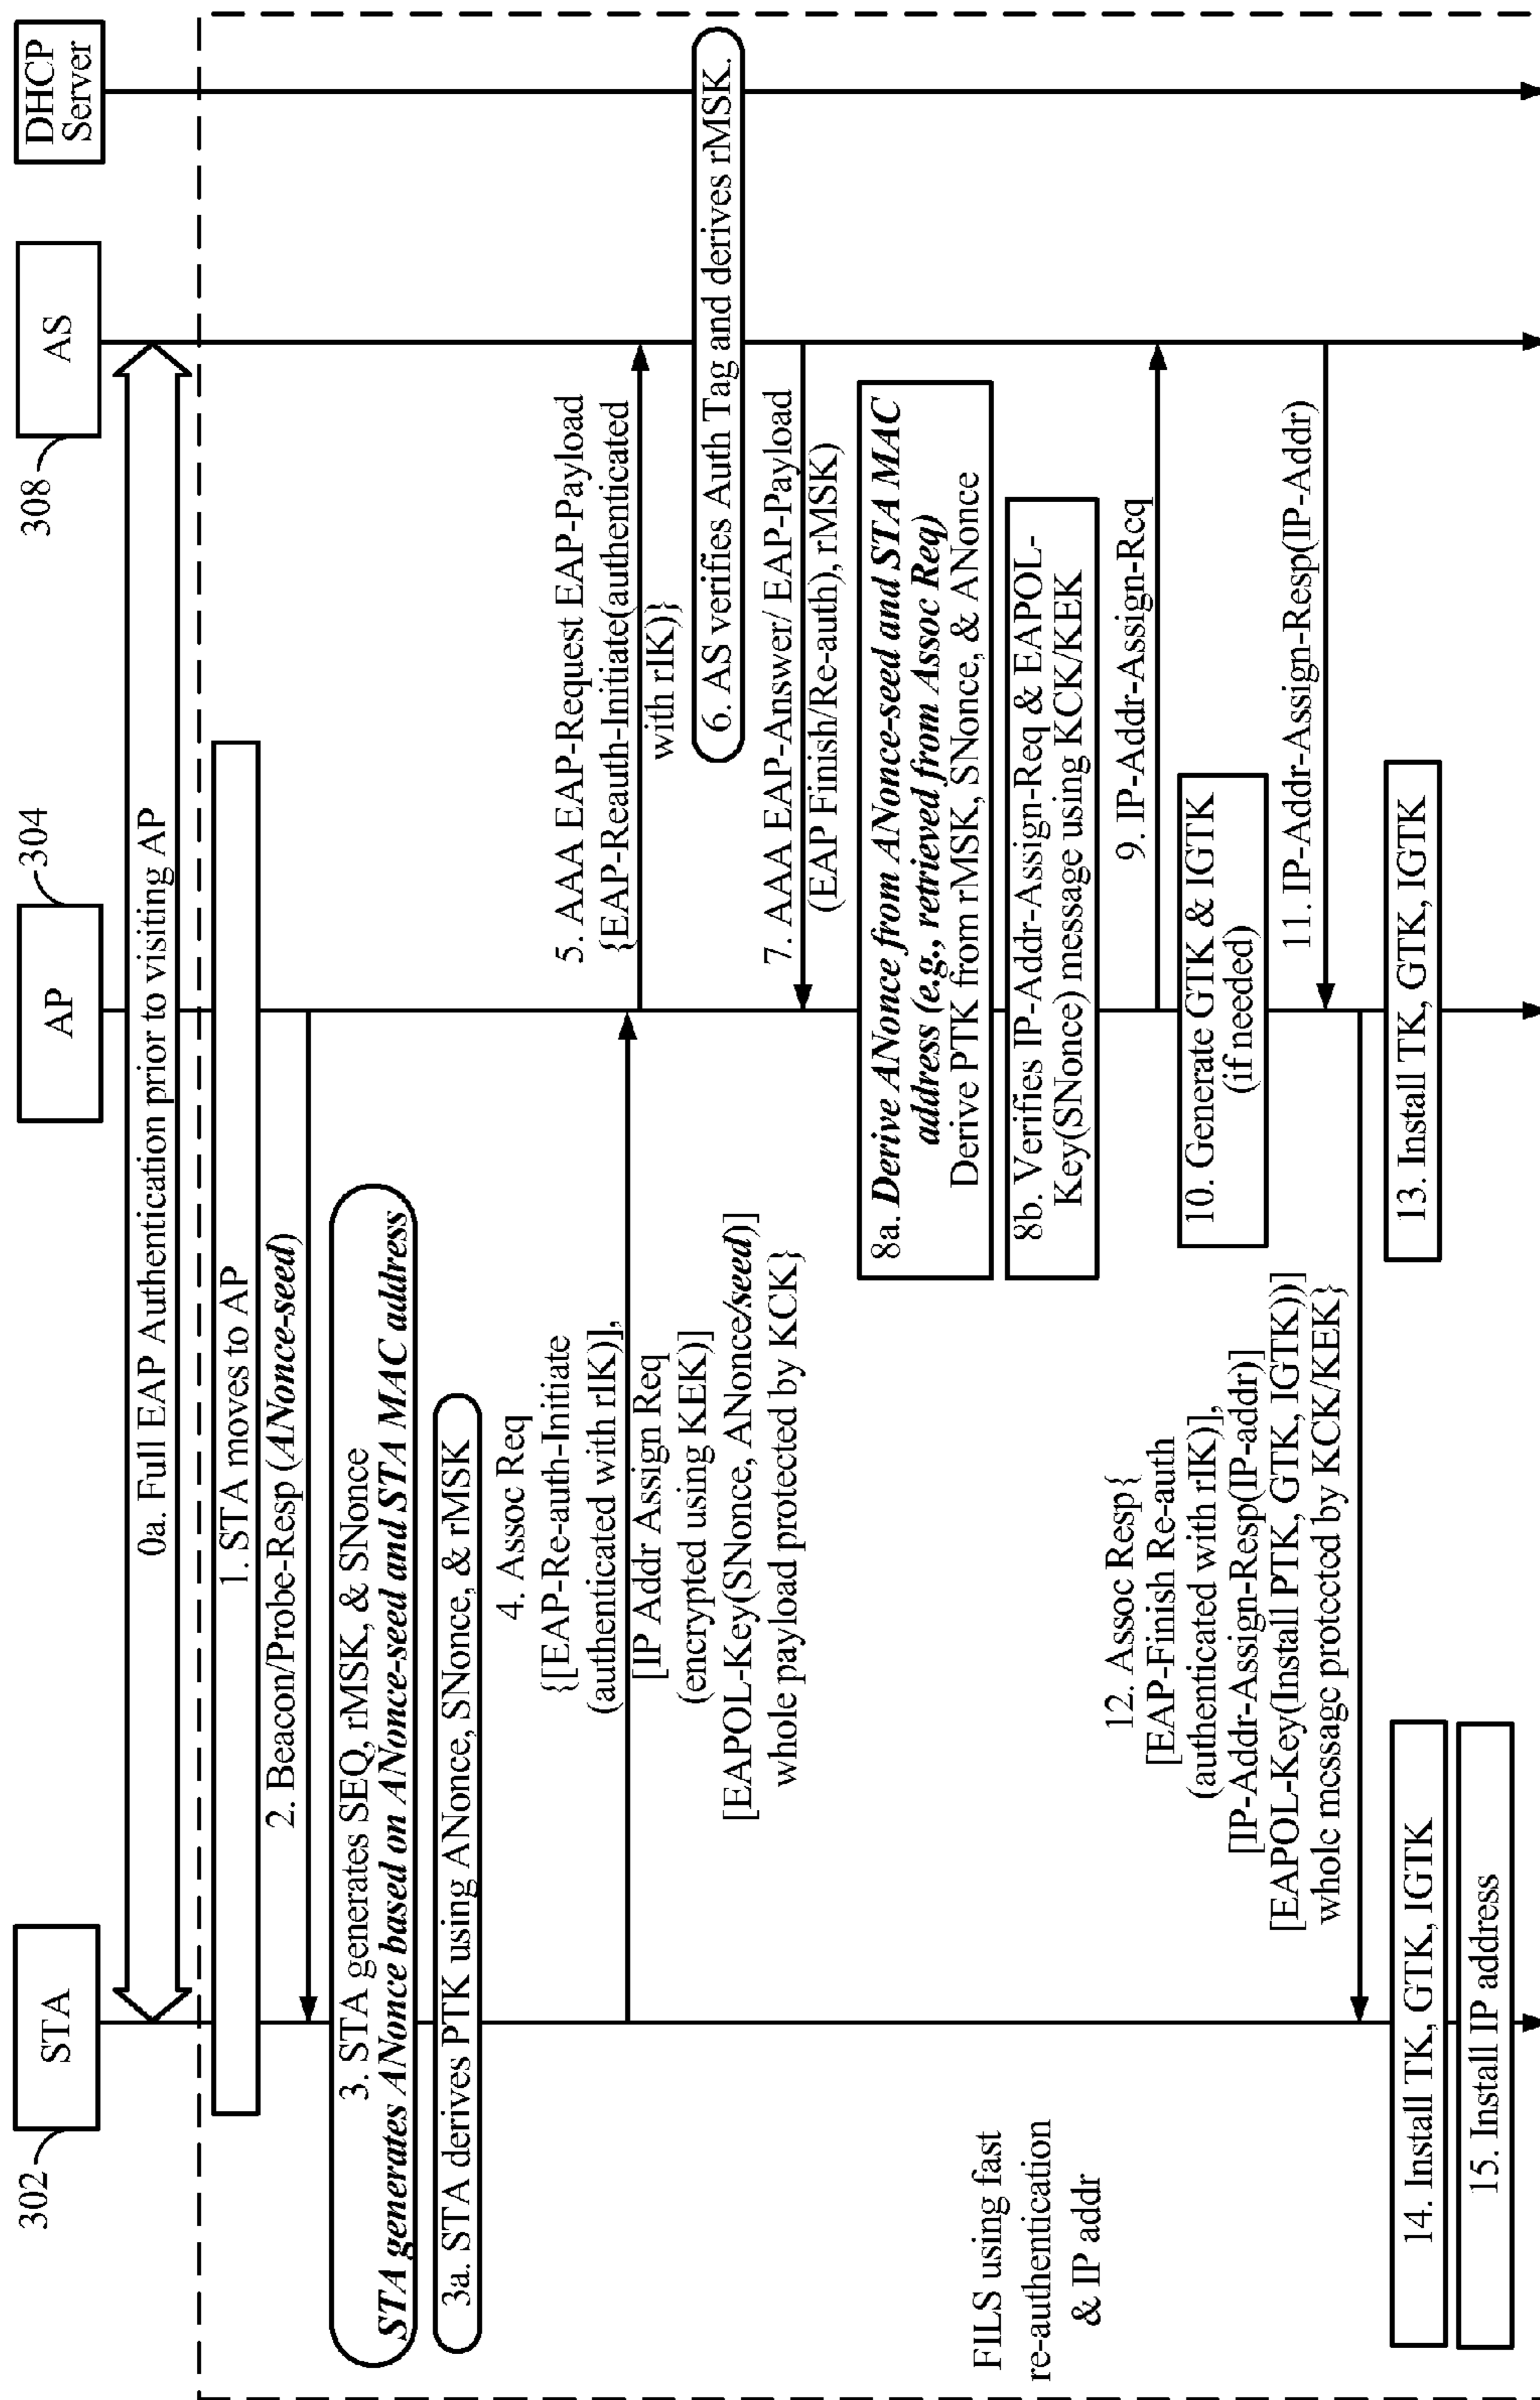 302
STA
AP
304
308
AS
DHCP
Server
0a. Full EAP Authentication prior to visiting AP
1. STA moves to AP
2. Beacon/Probe-Resp (ANonce-seed)
3. STA generates SEQ, rMSK, & SNonce
STA generates ANonce based on ANonce-seed and STA MAC address
3a. STA derives PTK using ANonce, SNonce, & rMSK
4. Assoc Req
{[EAP-Re-auth-Initiate
(authenticated with rIK)],
[IP Addr Assign Req
(encrypted using KEK)]
[EAPOL-Key(SNonce, ANonce/seed)]
whole payload protected by KCK}
5. AAA EAP-Request EAP-Payload
{EAP-Reauth-Initiate(authenticated
with rIK)}
6. AS verifies Auth Tag and derives rMSK.
7. AAA EAP-Answer/ EAP-Payload
(EAP Finish/Re-auth), rMSK)
8a. Derive ANonce from ANonce-seed and STA MAC
address (e.g., retrieved from Assoc Req)
Derive PTK from rMSK, SNonce, & ANonce
8b. Verifies IP-Addr-Assign-Req & EAPOL-
Key(SNonce) message using KCK/KEK
9. IP-Addr-Assign-Req
10. Generate GTK & IGTK
(if needed)
11. IP-Addr-Assign-Resp(IP-Addr)
12. Assoc Resp{
[EAP-Finish Re-auth
(authenticated with rIK)],
[IP-Addr-Assign-Resp(IP-addr)]
[EAPOL-Key(Install PTK, GTK, IGTK))]
whole message protected by KCK/KEK}
13. Install TK, GTK, IGTK
14. Install TK, GTK, IGTK
15. Install IP address
FILS using fast
re-authentication
& IP addr